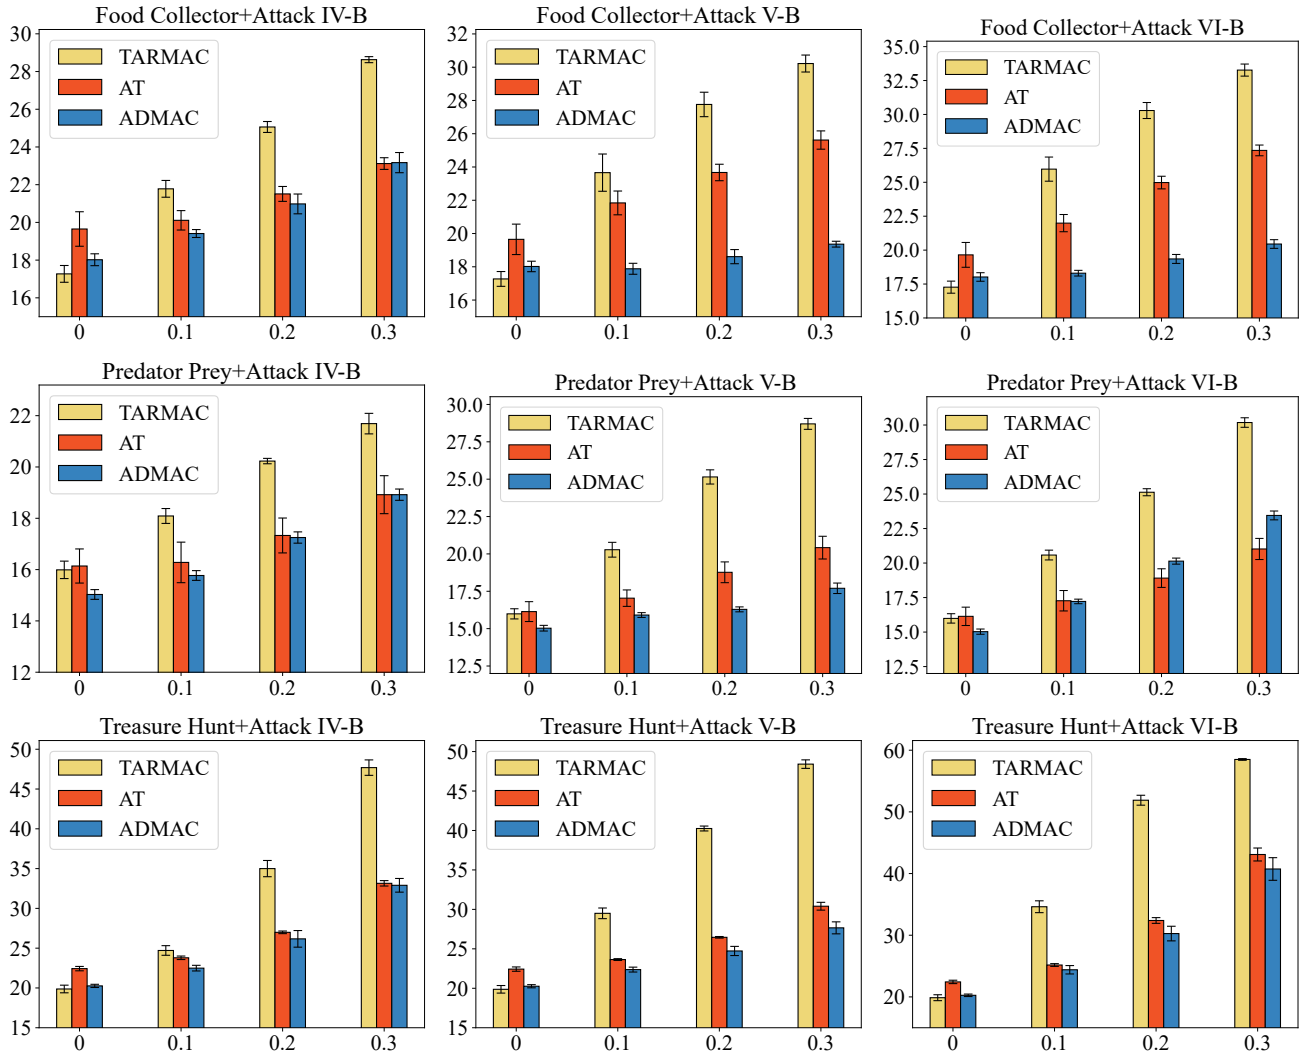 Food Collector+Attack IV-B
30
28
26
24
22
20
18
16
TARMAC
AT
ADMAC
0 0.1 0.2 0.3
Food Collector+Attack V-B
32
30
28
26
24
22
20
18
16
TARMAC
AT
ADMAC
0 0.1 0.2 0.3
Food Collector+Attack VI-B
35.0
32.5
30.0
27.5
25.0
22.5
20.0
17.5
15.0
TARMAC
AT
ADMAC
0 0.1 0.2 0.3
Predator Prey+Attack IV-B
22
20
18
16
14
12
TARMAC
AT
ADMAC
0 0.1 0.2 0.3
Predator Prey+Attack V-B
30.0
27.5
25.0
22.5
20.0
17.5
15.0
12.5
TARMAC
AT
ADMAC
0 0.1 0.2 0.3
Predator Prey+Attack VI-B
30.0
27.5
25.0
22.5
20.0
17.5
15.0
12.5
TARMAC
AT
ADMAC
0 0.1 0.2 0.3
Treasure Hunt+Attack IV-B
50
45
40
35
30
25
20
15
TARMAC
AT
ADMAC
0 0.1 0.2 0.3
Treasure Hunt+Attack V-B
50
45
40
35
30
25
20
15
TARMAC
AT
ADMAC
0 0.1 0.2 0.3
Treasure Hunt+Attack VI-B
60
50
40
30
20
TARMAC
AT
ADMAC
0 0.1 0.2 0.3